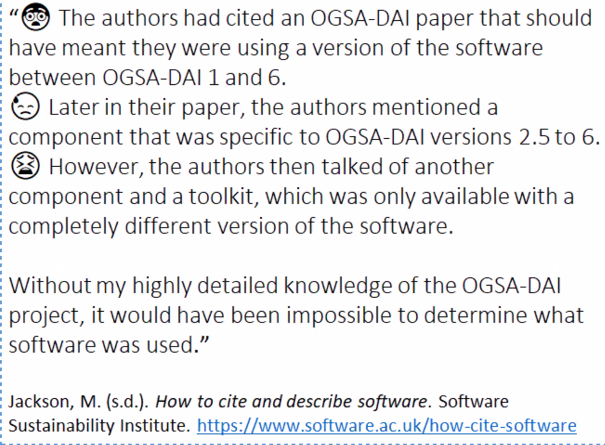 “😳 The authors had cited an OGSA-DAI paper that should
have meant they were using a version of the software
between OGSA-DAI 1 and 6.
😓 Later in their paper, the authors mentioned a
component that was specific to OGSA-DAI versions 2.5 to 6.
😫 However, the authors then talked of another
component and a toolkit, which was only available with a
completely different version of the software.
Without my highly detailed knowledge of the OGSA-DAI
project, it would have been impossible to determine what
software was used.”
Jackson, M. (s.d.). How to cite and describe software. Software
Sustainability Institute. https://www.software.ac.uk/how-cite-software